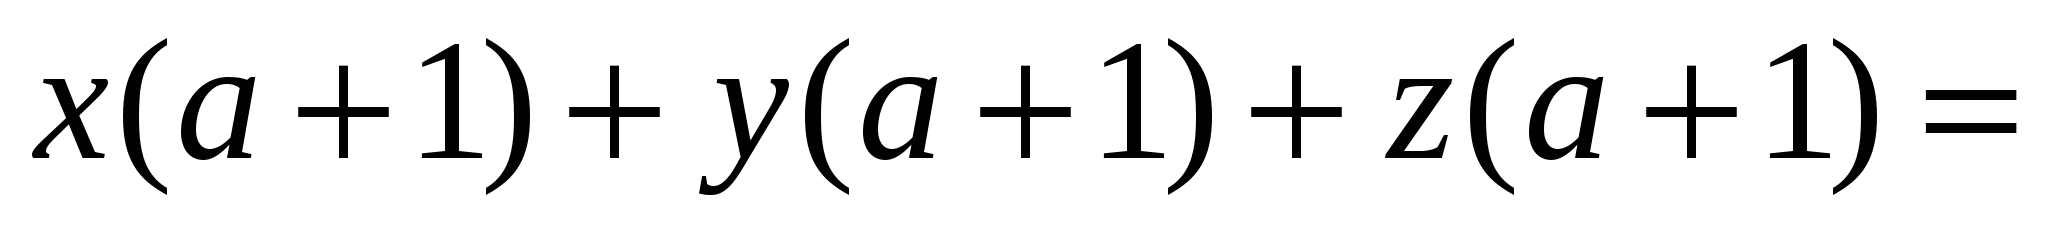 x(a + 1) + y(a + 1) + z(a + 1) =